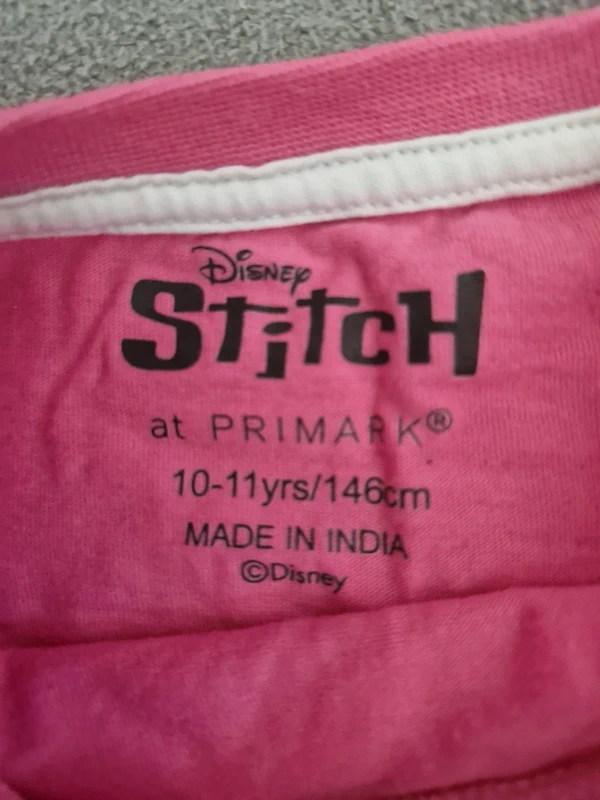 Disney
Stitch
at PRIMARK®
10-11yrs/146cm
MADE IN INDIA
©Disney